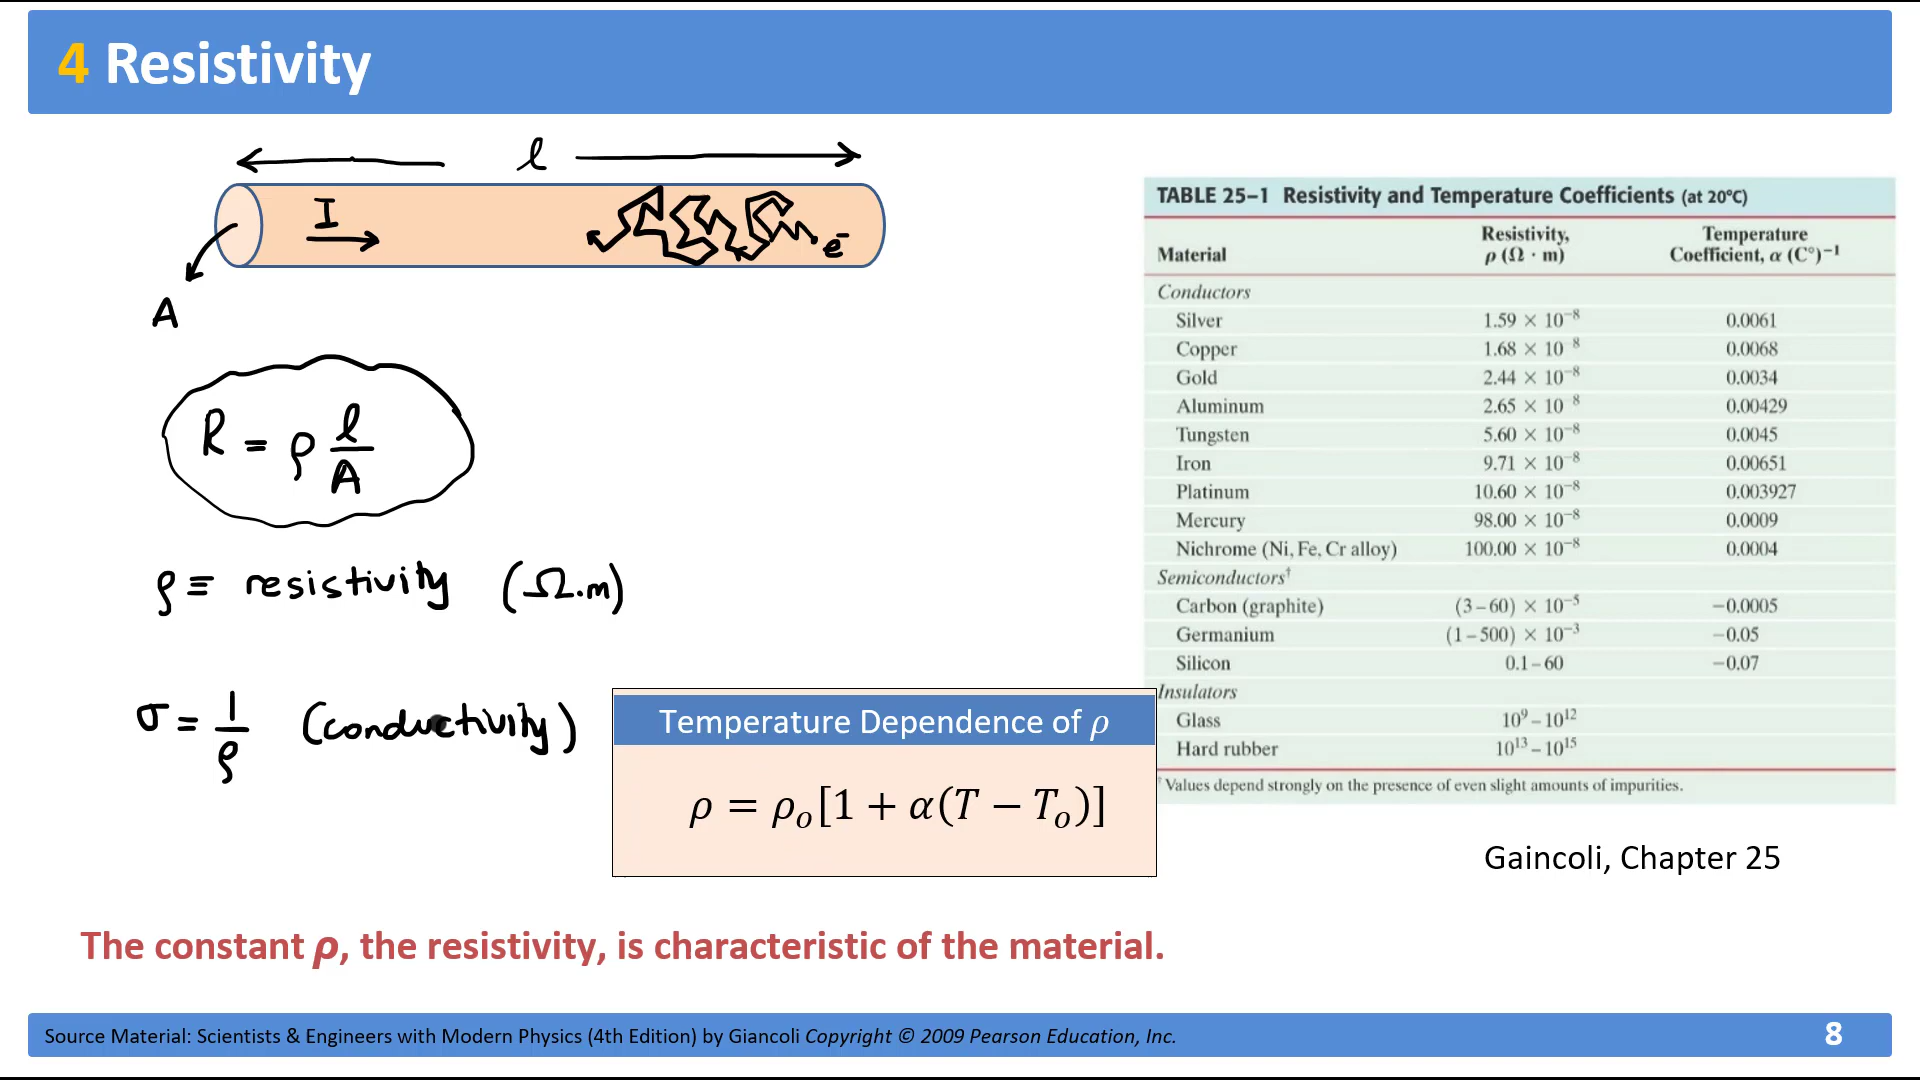 4 Resistivity
l
I
e⁻
A
R = ρ l/A
ρ ≡ resistivity (Ω.m)
σ = 1/ρ (conductivity)
Temperature Dependence of ρ
ρ = ρₒ[1 + α(T − Tₒ)]
TABLE 25–1 Resistivity and Temperature Coefficients (at 20°C)
Material Resistivity, ρ (Ω · m) Temperature Coefficient, α (C°)⁻¹
Conductors
Silver 1.59 × 10⁻⁸ 0.0061
Copper 1.68 × 10⁻⁸ 0.0068
Gold 2.44 × 10⁻⁸ 0.0034
Aluminum 2.65 × 10⁻⁸ 0.00429
Tungsten 5.60 × 10⁻⁸ 0.0045
Iron 9.71 × 10⁻⁸ 0.00651
Platinum 10.60 × 10⁻⁸ 0.003927
Mercury 98.00 × 10⁻⁸ 0.0009
Nichrome (Ni, Fe, Cr alloy) 100.00 × 10⁻⁸ 0.0004
Semiconductors†
Carbon (graphite) (3–60) × 10⁻⁵ −0.0005
Germanium (1–500) × 10⁻³ −0.05
Silicon 0.1–60 −0.07
Insulators
Glass 10⁹–10¹²
Hard rubber 10¹³–10¹⁵
†Values depend strongly on the presence of even slight amounts of impurities.
Gaincoli, Chapter 25
The constant ρ, the resistivity, is characteristic of the material.
Source Material: Scientists & Engineers with Modern Physics (4th Edition) by Giancoli Copyright © 2009 Pearson Education, Inc.
8